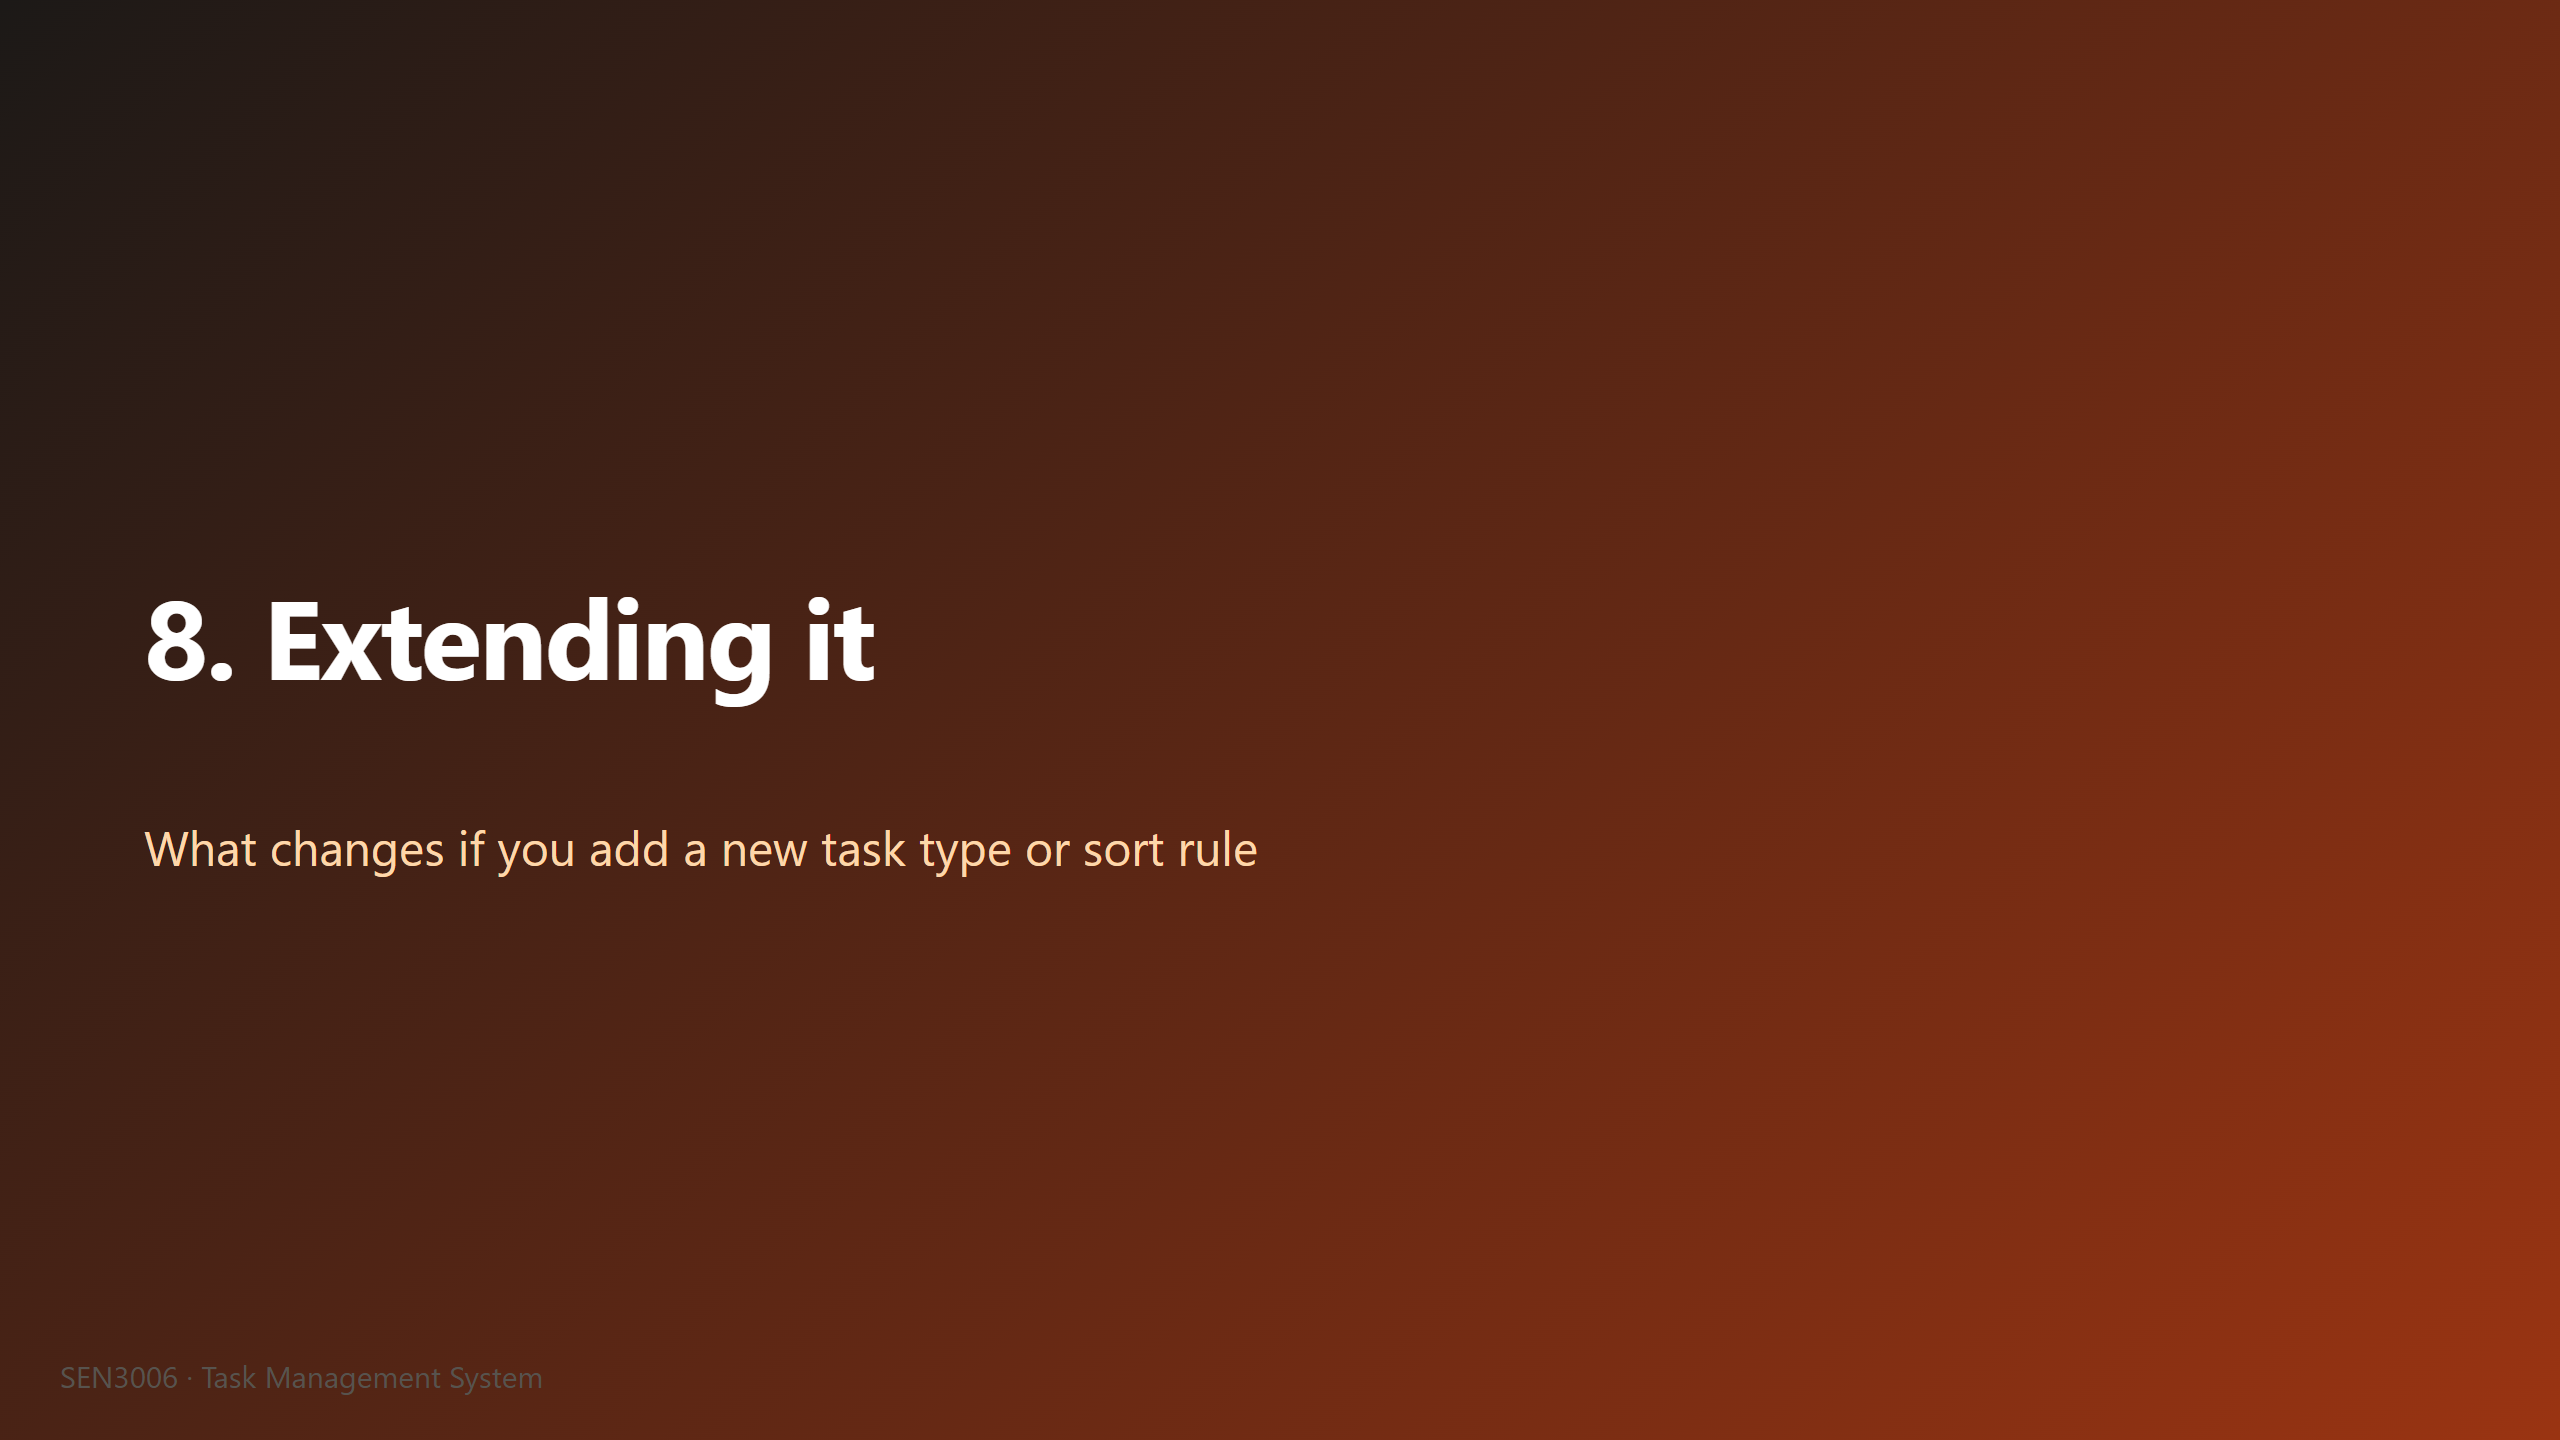 8. Extending it
What changes if you add a new task type or sort rule
SEN3006 · Task Management System